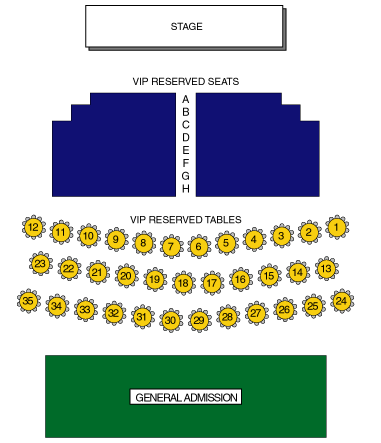 STAGE
VIP RESERVED SEATS
A
B
C
D
E
F
G
H
VIP RESERVED TABLES
12 11 10 9 8 7 6 5 4 3 2 1
23 22 21 20 19 18 17 16 15 14 13
35 34 33 32 31 30 29 28 27 26 25 24
GENERAL ADMISSION